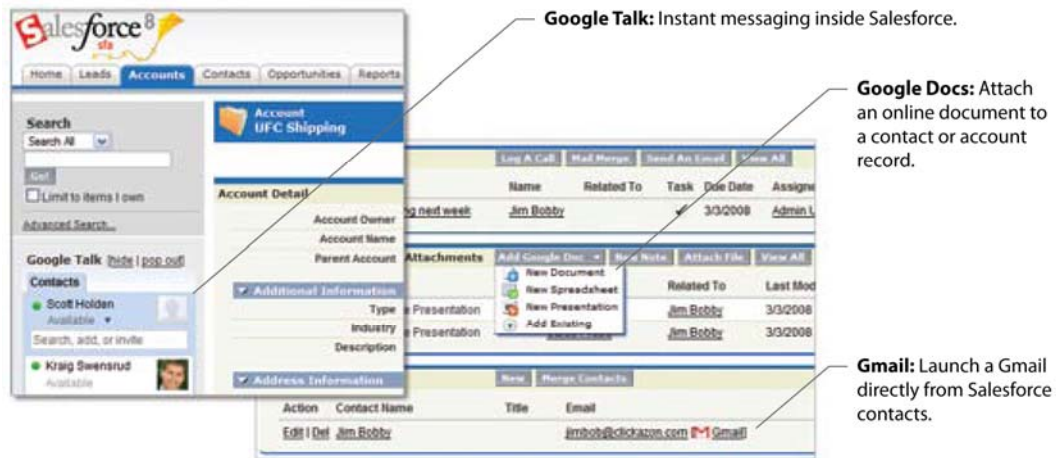 Salesforce 8
sfa
Home Leads Accounts Contacts Opportunities Reports
Search
Search All
Go!
Limit to items I own
Advanced Search...
Google Talk [hide | pop out]
Contacts
Scott Holden
Available
Search, add, or invite
Kraig Swensrud
Available
Account
UFC Shipping
Account Detail
Account Owner
Account Name
Parent Account
Additional Information
Type
Industry
Description
Address Information
Log A Call Mail Merge Send An Email View All
Name Related To Task Due Date Assigne
ng next week Jim Bobby 3/3/2008 Admin U
Attachments Add Google Doc New Note Attach File View All
New Document
New Spreadsheet
New Presentation
Add Existing
Related To Last Mod
e Presentation Jim Bobby 3/3/2008
e Presentation Jim Bobby 3/3/2008
New Merge Contacts
Action Contact Name Title Email
Edit | Del Jim Bobby jimbob@clickazon.com [Gmail]
Google Talk: Instant messaging inside Salesforce.
Google Docs: Attach
an online document to
a contact or account
record.
Gmail: Launch a Gmail
directly from Salesforce
contacts.